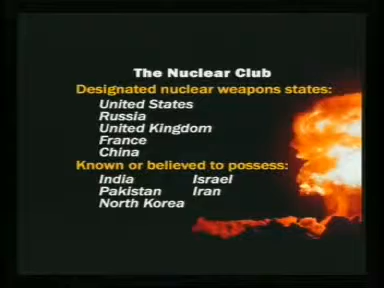 The Nuclear Club
Designated nuclear weapons states:
United States
Russia
United Kingdom
France
China
Known or believed to possess:
India Israel
Pakistan Iran
North Korea